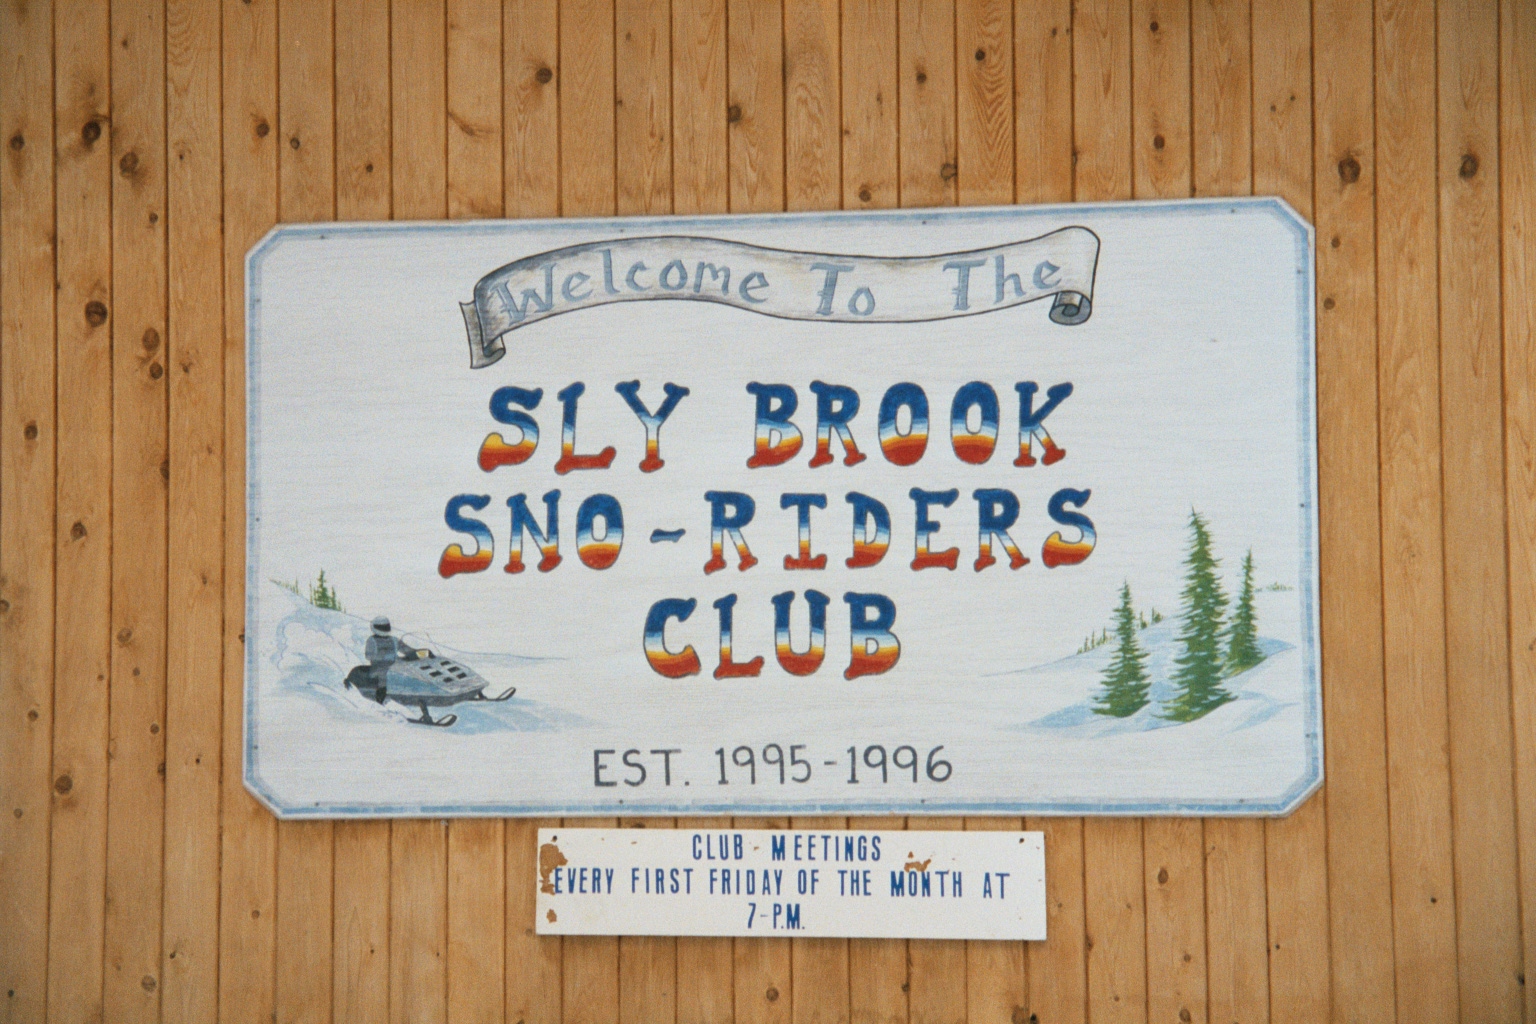 Welcome To The
SLY BROOK
SNO-RIDERS
CLUB
EST. 1995-1996
CLUB MEETINGS
EVERY FIRST FRIDAY OF THE MONTH AT
7-P.M.